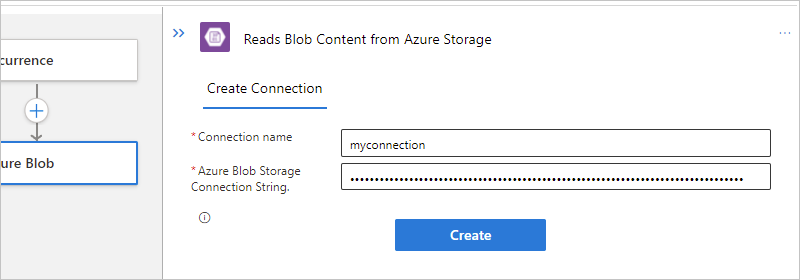 Reads Blob Content from Azure Storage
currence
Create Connection
* Connection name
myconnection
* Azure Blob Storage
Connection String.
ure Blob
Create